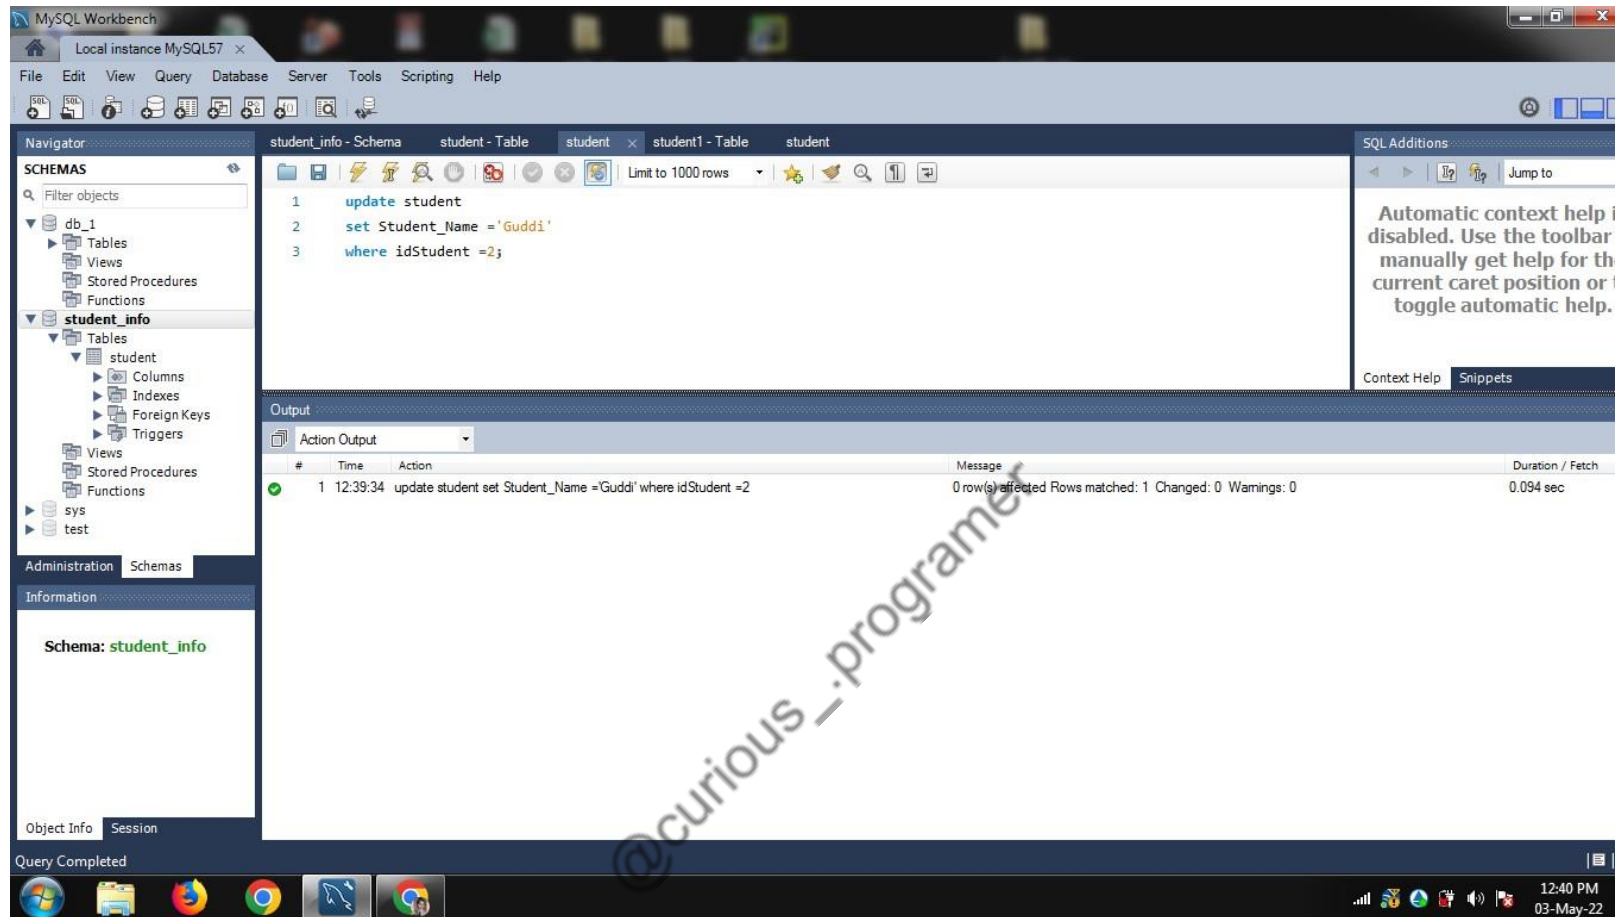 MySQL Workbench
Local instance MySQL57
File Edit View Query Database Server Tools Scripting Help
Navigator
SCHEMAS
Filter objects
db_1
Tables
Views
Stored Procedures
Functions
student_info
Tables
student
Columns
Indexes
Foreign Keys
Triggers
Views
Stored Procedures
Functions
sys
test
Administration Schemas
Information
Schema: student_info
Object Info Session
student_info - Schema student - Table student student1 - Table student
Limit to 1000 rows
1 update student
2 set Student_Name ='Guddi'
3 where idStudent =2;
SQL Additions
Jump to
Automatic context help
disabled. Use the toolbar
manually get help for
current caret position or
toggle automatic help.
Context Help Snippets
Output
Action Output
# Time Action Message Duration / Fetch
1 12:39:34 update student set Student_Name ='Guddi' where idStudent =2 0 row(s) affected Rows matched: 1 Changed: 0 Warnings: 0 0.094 sec
@curious_.programer
Query Completed
12:40 PM
03-May-22